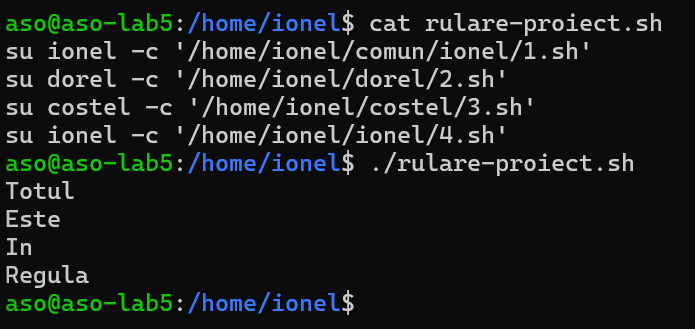 aso@aso-lab5:/home/ionel$ cat rulare-proiect.sh
su ionel -c '/home/ionel/comun/ionel/1.sh'
su dorel -c '/home/ionel/dorel/2.sh'
su costel -c '/home/ionel/costel/3.sh'
su ionel -c '/home/ionel/ionel/4.sh'
aso@aso-lab5:/home/ionel$ ./rulare-proiect.sh
Totul
Este
In
Regula
aso@aso-lab5:/home/ionel$